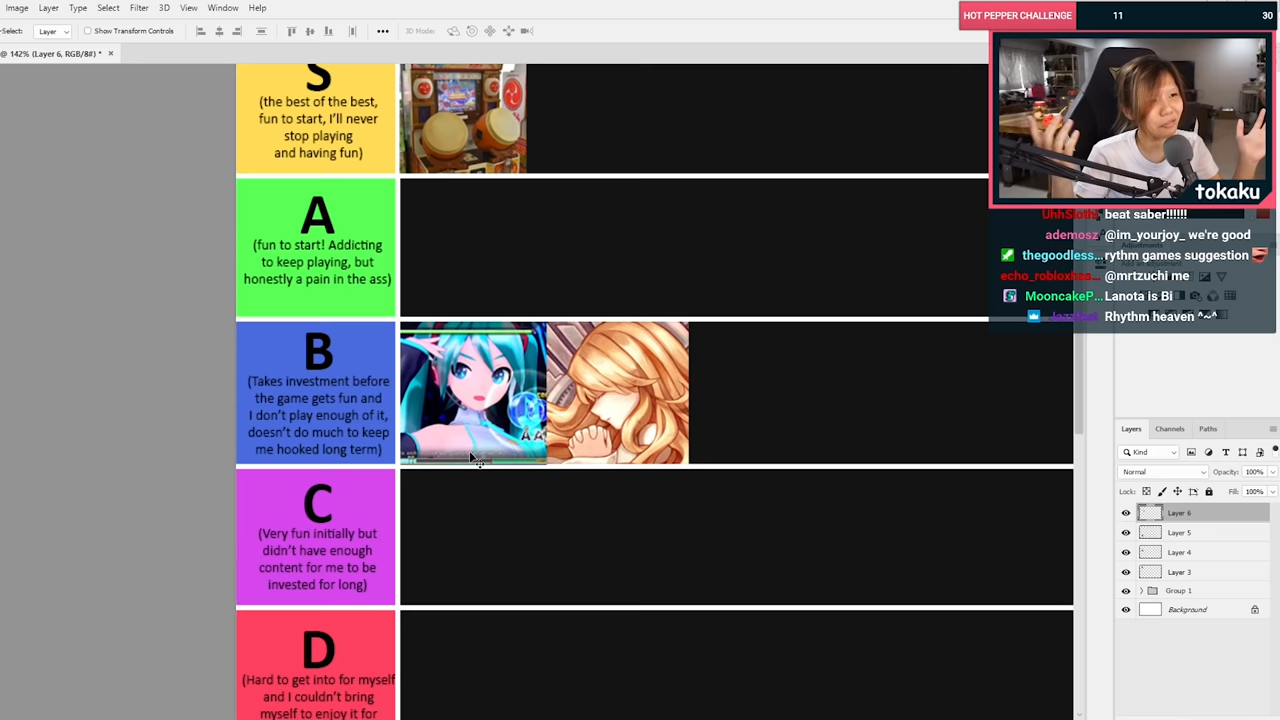 Image Layer Type Select Filter 3D View Window Help
Select: Layer Show Transform Controls 3D Mode:
@ 142% (Layer 6, RGB/8#) * ×
HOT PEPPER CHALLENGE 11 30
tokaku
S
(the best of the best,
fun to start, I'll never
stop playing
and having fun)
A
(fun to start! Addicting
to keep playing, but
honestly a pain in the ass)
B
(Takes investment before
the game gets fun and
I don't play enough of it,
doesn't do much to keep
me hooked long term)
C
(Very fun initially but
didn't have enough
content for me to be
invested for long)
D
(Hard to get into for myself
and I couldn't bring
myself to enjoy it for
UhhSloth: beat saber!!!!!!
ademosz: @im_yourjoy_ we're good
thegoodless... rythm games suggestion
@mrtzuchi me
MooncakeP... Lanota is Bi
Rhythm heaven ^~^
Adjustments
Layers Channels Paths
Kind
Normal Opacity: 100%
Lock: Fill: 100%
Layer 6
Layer 5
Layer 4
Layer 3
Group 1
Background